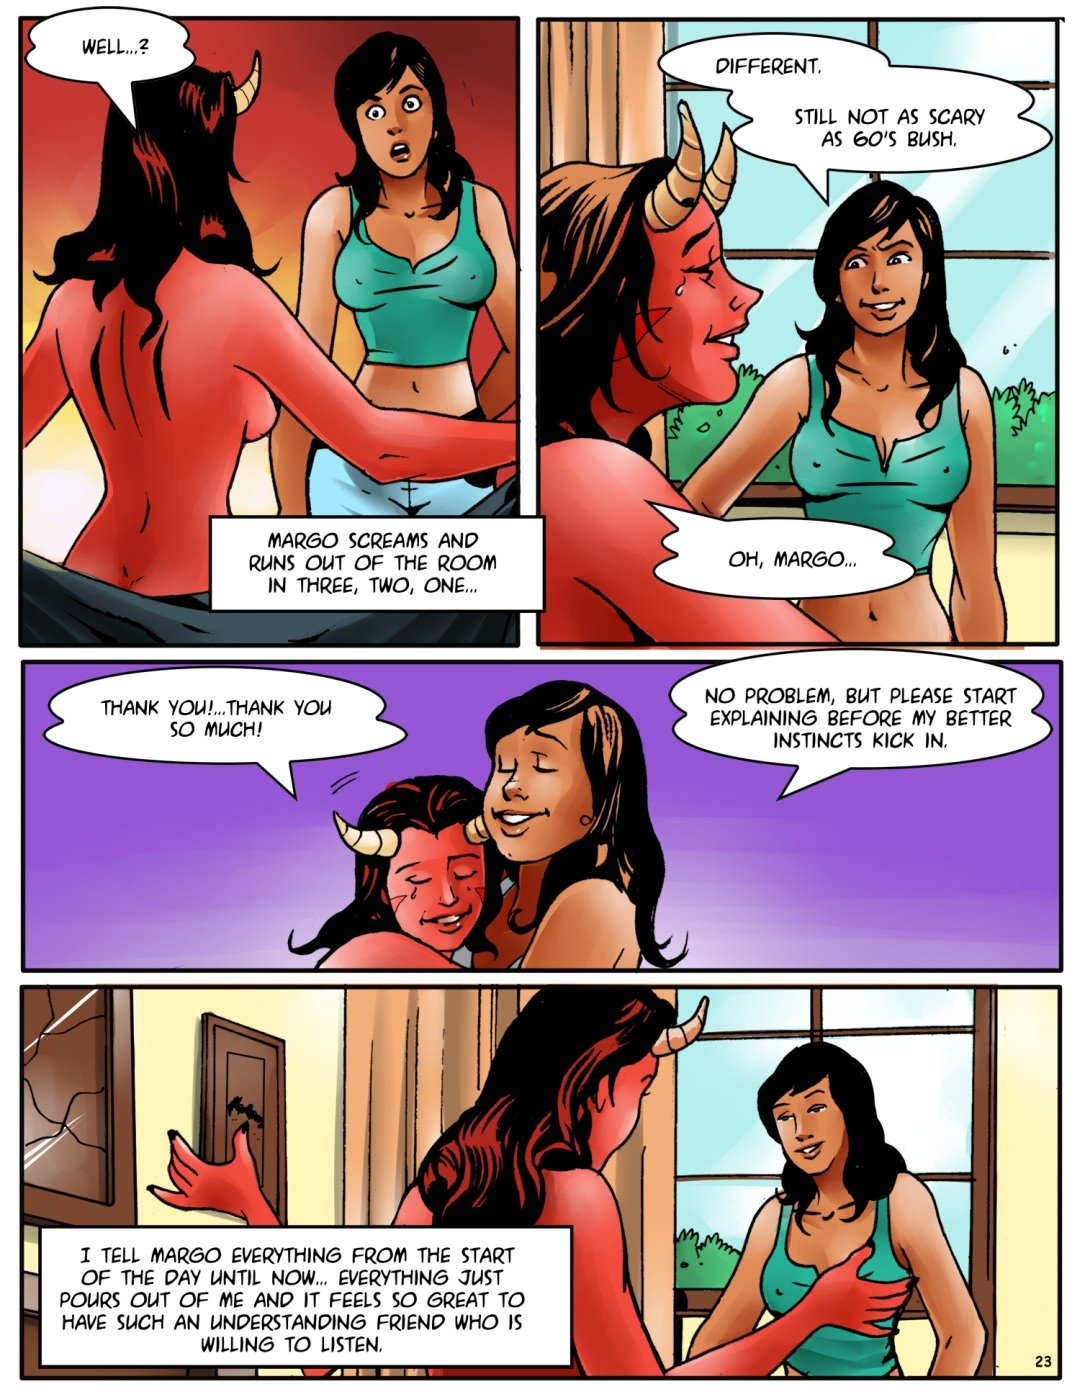 WELL...?
MARGO SCREAMS AND
RUNS OUT OF THE ROOM
IN THREE, TWO, ONE...
DIFFERENT.
STILL NOT AS SCARY
AS 60'S BUSH.
OH, MARGO...
THANK YOU!...THANK YOU
SO MUCH!
NO PROBLEM, BUT PLEASE START
EXPLAINING BEFORE MY BETTER
INSTINCTS KICK IN.
I TELL MARGO EVERYTHING FROM THE START
OF THE DAY UNTIL NOW... EVERYTHING JUST
POURS OUT OF ME AND IT FEELS SO GREAT TO
HAVE SUCH AN UNDERSTANDING FRIEND WHO IS
WILLING TO LISTEN.
23